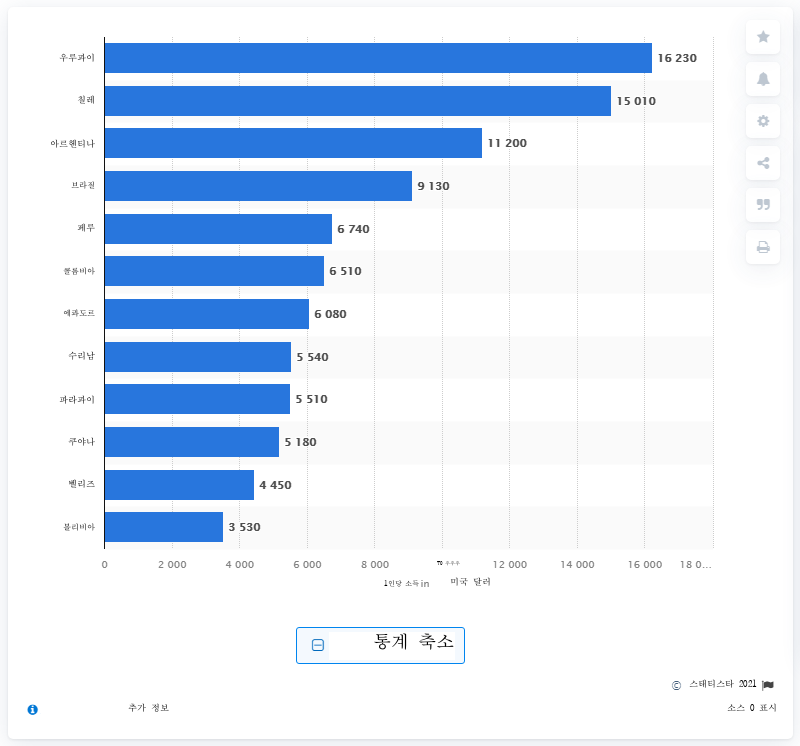 우루과이 16 230
칠레 15 010
아르헨티나 11 200
브라질 9 130
페루 6 740
콜롬비아 6 510
에콰도르 6 080
수리남 5 540
파라과이 5 510
쿠야나 5 180
벨리즈 4 450
볼리비아 3 530
0 2 000 4 000 6 000 8 000 12 000 14 000 16 000 18 0...
1인당 소득 in 미국 달러
통계 축소
© 스태티스타 2021
추가 정보 소스 0 표시